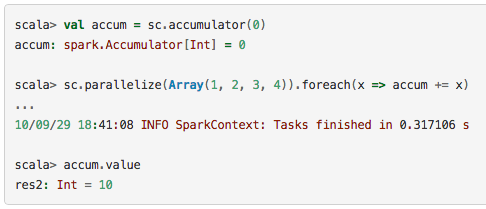 scala> val accum = sc.accumulator(0)
accum: spark.Accumulator[Int] = 0
scala> sc.parallelize(Array(1, 2, 3, 4)).foreach(x => accum += x)
...
10/09/29 18:41:08 INFO SparkContext: Tasks finished in 0.317106 s
scala> accum.value
res2: Int = 10